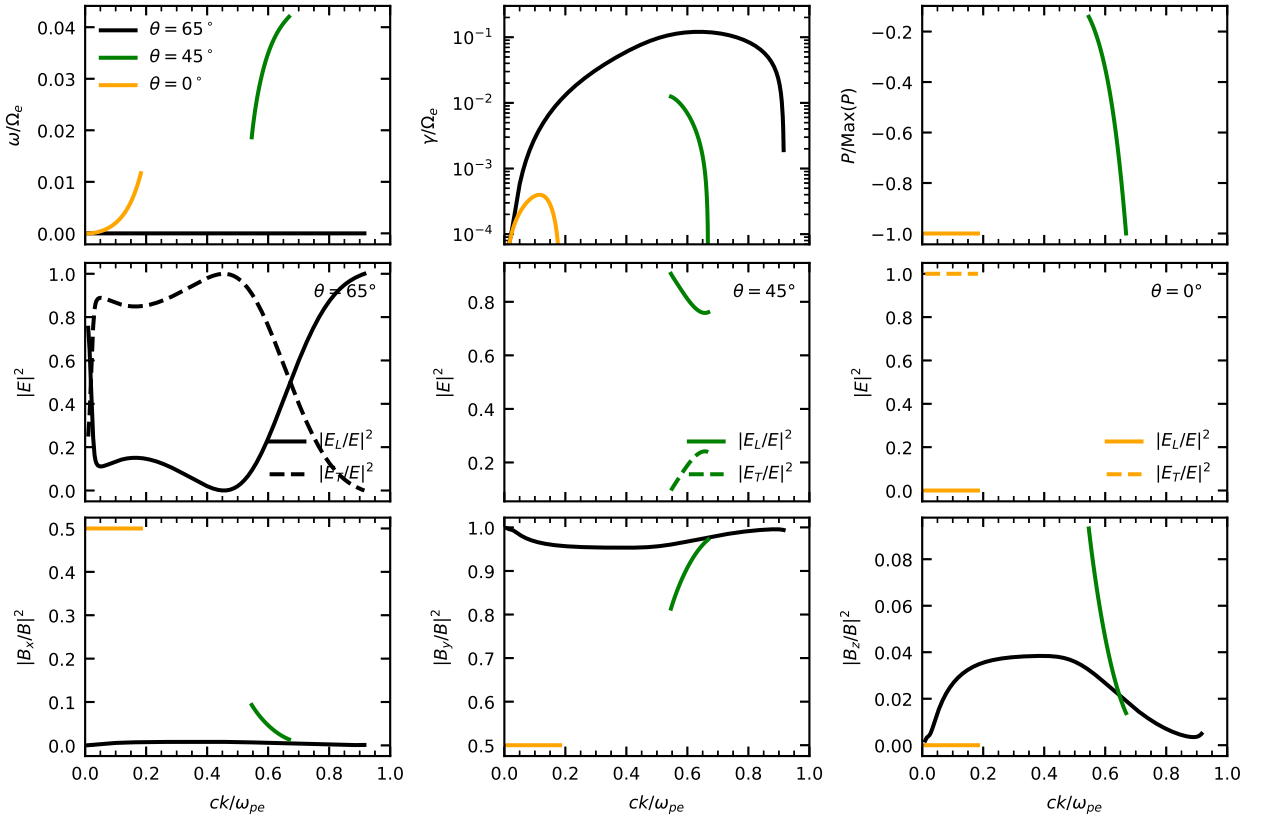 ω/Ω_e
0.04
0.03
0.02
0.01
0.00
θ = 65°
θ = 45°
θ = 0°
γ/Ω_e
10⁻¹
10⁻²
10⁻³
10⁻⁴
P/Max(P)
−0.2
−0.4
−0.6
−0.8
−1.0
|E|²
1.0
0.8
0.6
0.4
0.2
0.0
θ = 65°
|E_L/E|²
|E_T/E|²
|E|²
0.8
0.6
0.4
0.2
θ = 45°
|E_L/E|²
|E_T/E|²
|E|²
1.0
0.8
0.6
0.4
0.2
0.0
θ = 0°
|E_L/E|²
|E_T/E|²
|B_x/B|²
0.5
0.4
0.3
0.2
0.1
0.0
0.0 0.2 0.4 0.6 0.8 1.0
ck/ω_pe
|B_y/B|²
1.0
0.9
0.8
0.7
0.6
0.5
0.0 0.2 0.4 0.6 0.8 1.0
ck/ω_pe
|B_z/B|²
0.08
0.06
0.04
0.02
0.00
0.0 0.2 0.4 0.6 0.8 1.0
ck/ω_pe